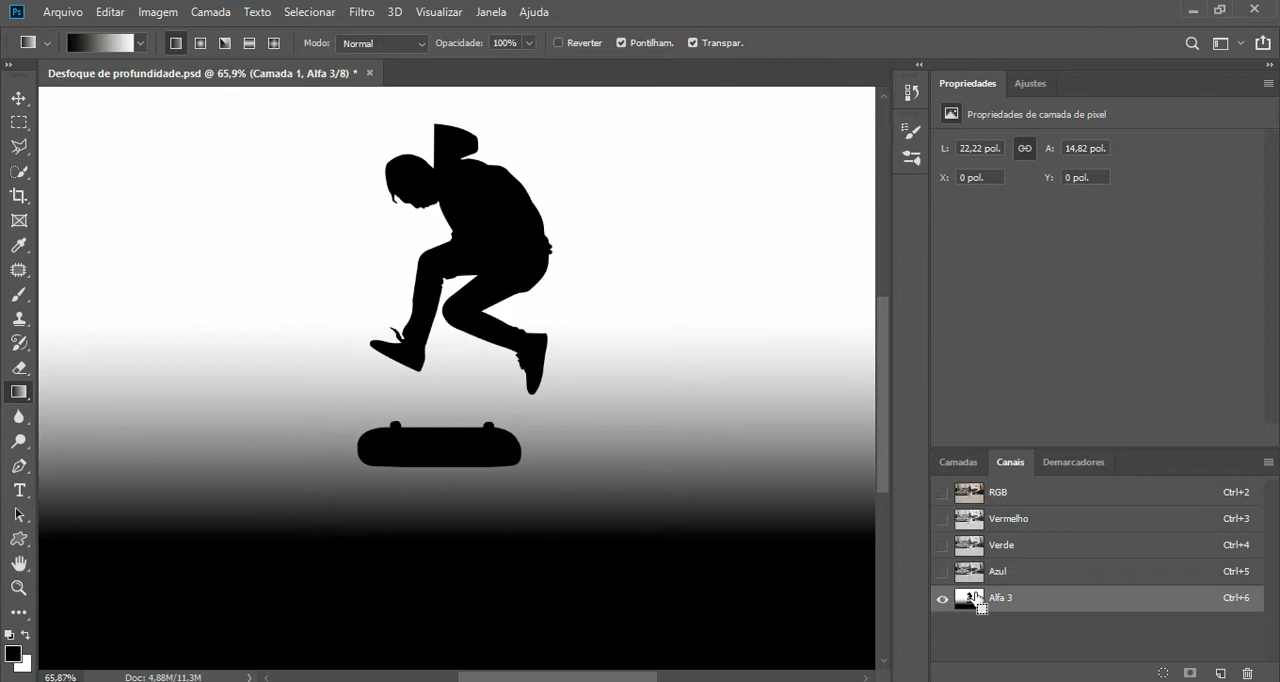 Ps Arquivo Editar Imagem Camada Texto Selecionar Filtro 3D Visualizar Janela Ajuda
Modo: Normal Opacidade: 100% Reverter Pontilham. Transpar.
Desfoque de profundidade.psd @ 65,9% (Camada 1, Alfa 3/8) *
Propriedades Ajustes
Propriedades de camada de pixel
L: 22,22 pol. A: 14,82 pol.
X: 0 pol. Y: 0 pol.
Camadas Canais Demarcadores
RGB Ctrl+2
Vermelho Ctrl+3
Verde Ctrl+4
Azul Ctrl+5
Alfa 3 Ctrl+6
65,87% Doc: 4,88M/11,3M